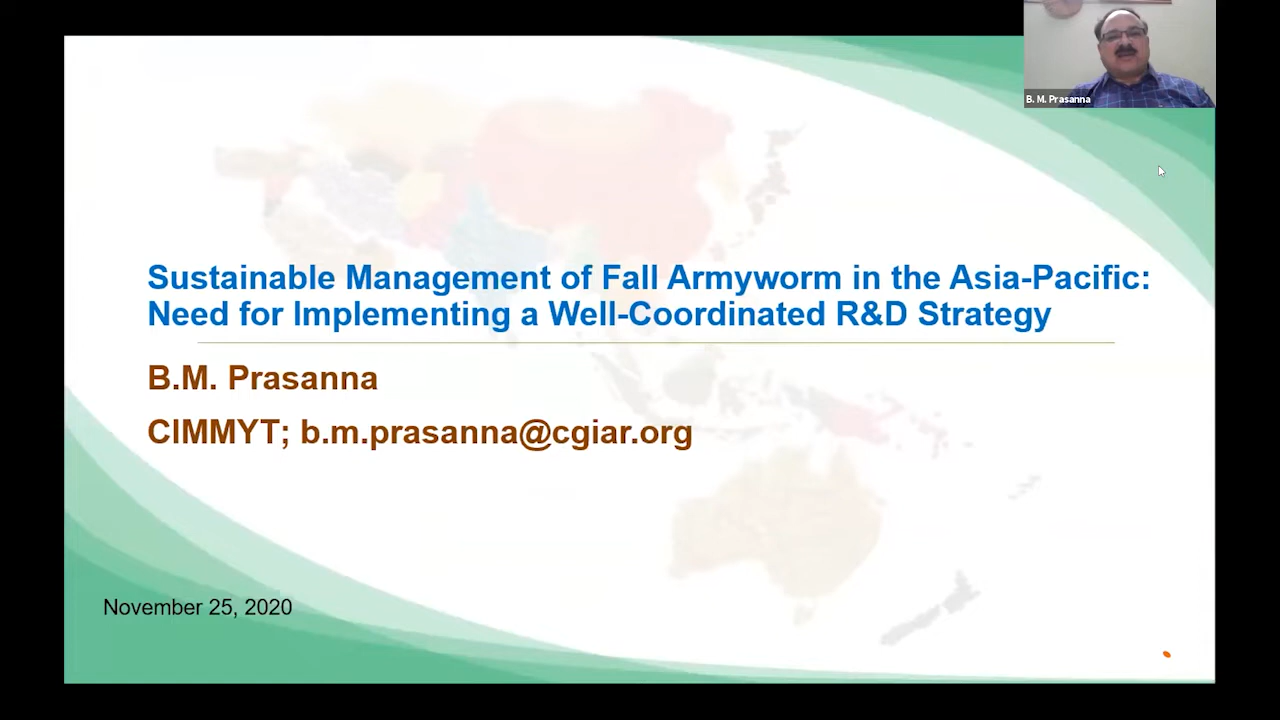 B. M. Prasanna
Sustainable Management of Fall Armyworm in the Asia-Pacific:
Need for Implementing a Well-Coordinated R&D Strategy
B.M. Prasanna
CIMMYT; b.m.prasanna@cgiar.org
November 25, 2020